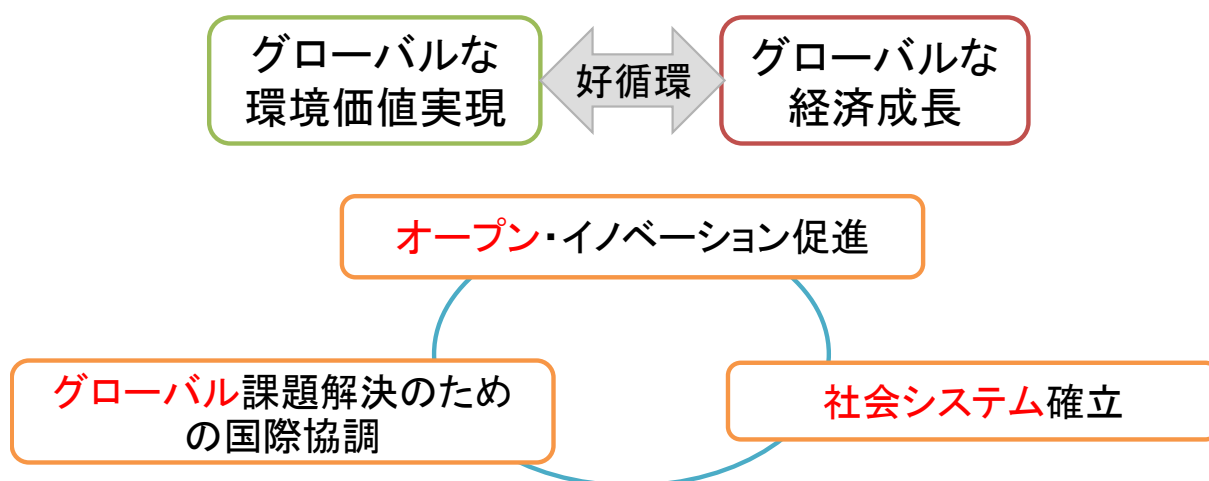 グローバルな
環境価値実現
好循環
グローバルな
経済成長
オープン・イノベーション促進
グローバル課題解決のため
の国際協調
社会システム確立